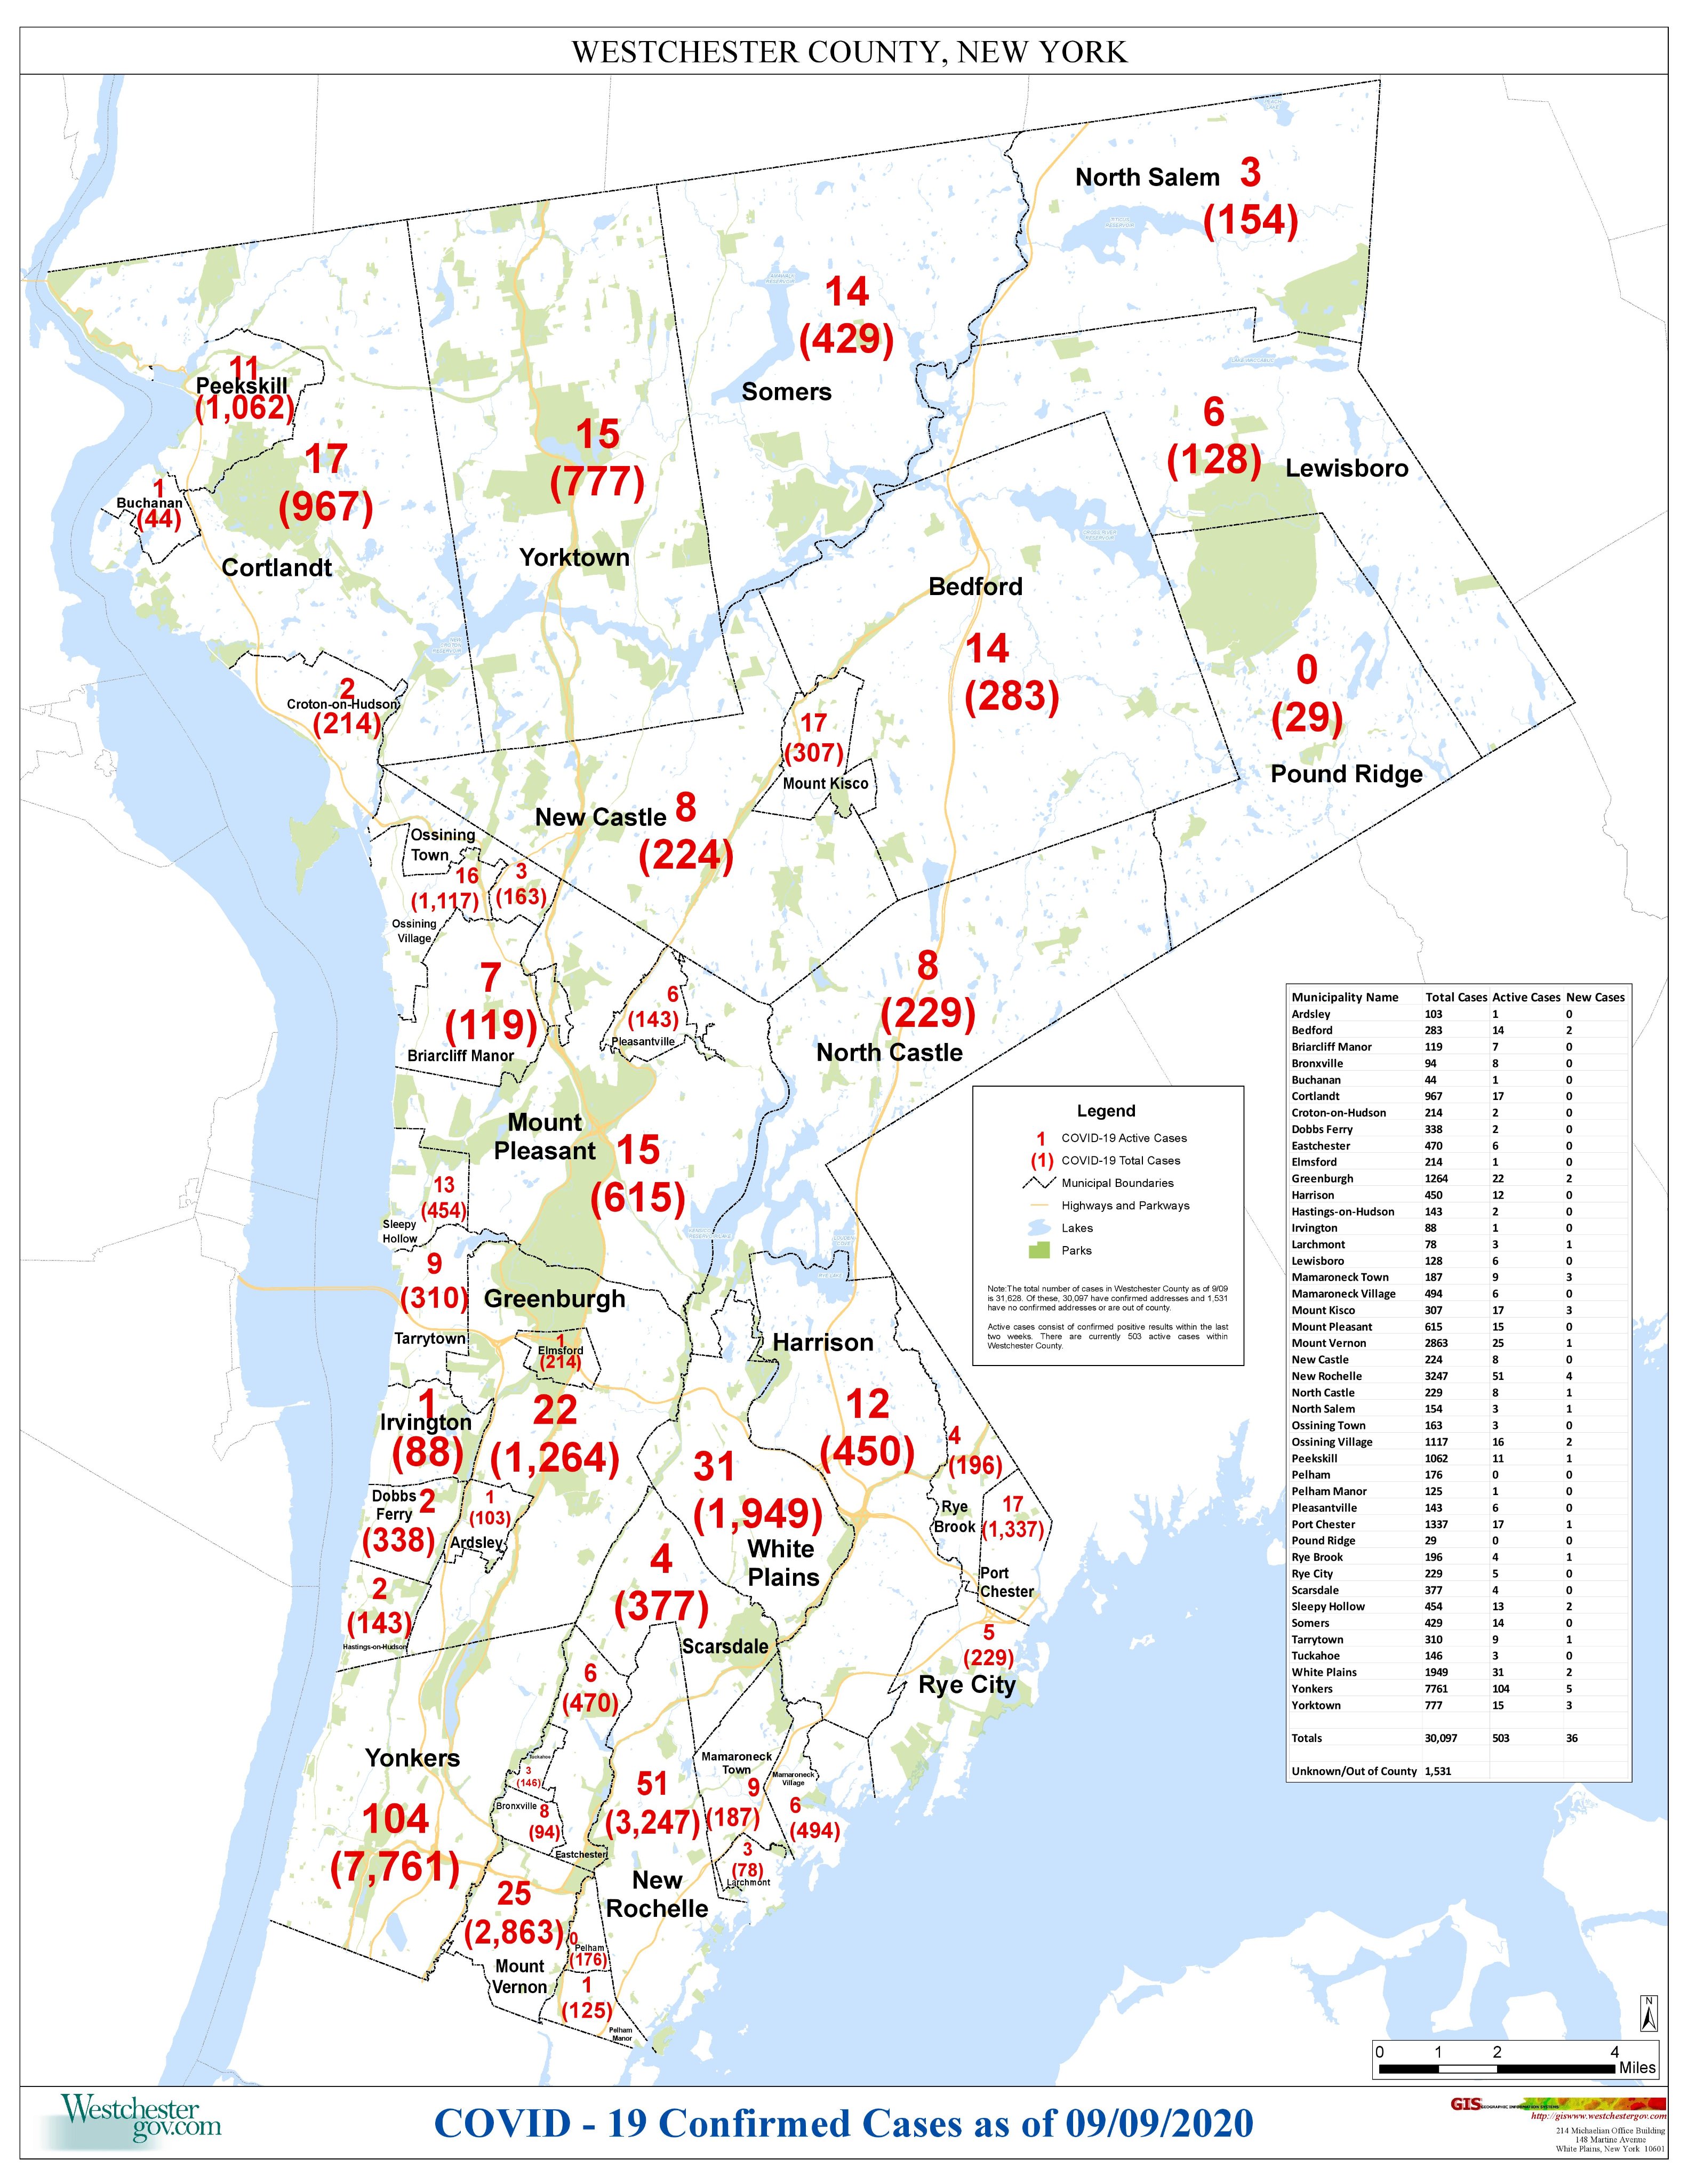 WESTCHESTER COUNTY, NEW YORK
North Salem 3
(154)
14
(429)
Somers
11
Peekskill
(1,062)
17
(967)
Cortlandt
1
Buchanan
(44)
15
(777)
Yorktown
6
(128) Lewisboro
Bedford
14
(283)
0
(29)
Pound Ridge
2
Croton-on-Hudson
(214)
17
(307)
Mount Kisco
New Castle 8
(224)
Ossining
Town
16
(1,117)
3
(163)
Ossining
Village
7
(119)
Briarcliff Manor
6
(143)
Pleasantville
8
(229)
North Castle
Mount
Pleasant 15
(615)
13
(454)
Sleepy
Hollow
9
(310)
Tarrytown
Greenburgh
1
Elmsford
(214)
22
(1,264)
1
Irvington
(88)
Dobbs
Ferry 2
(338)
1
(103)
Ardsley
2
(143)
Hastings-on-Hudson
Harrison
12
(450)
31
(1,949)
White
Plains
4
(196)
Rye
Brook
17
(1,337)
Port
Chester
4
(377)
Scarsdale
5
(229)
Rye City
6
(470)
Yonkers
104
(7,761)
Tuckahoe
3
(146)
Bronxville 8
(94)
Eastchester
51
(3,247)
New
Rochelle
Mamaroneck
Town
9
(187)
Mamaroneck
Village
6
(494)
3
(78)
Larchmont
25
(2,863)
Mount
Vernon
0
Pelham
(176)
1
(125)
Pelham
Manor
Legend
1 COVID-19 Active Cases
(1) COVID-19 Total Cases
Municipal Boundaries
Highways and Parkways
Lakes
Parks
Note:The total number of cases in Westchester County as of 9/09
is 31,628. Of these, 30,097 have confirmed addresses and 1,531
have no confirmed addresses or are out of county.
Active cases consist of confirmed positive results within the last
two weeks. There are currently 503 active cases within
Westchester County.
Municipality Name Total Cases Active Cases New Cases
Ardsley 103 1 0
Bedford 283 14 2
Briarcliff Manor 119 7 0
Bronxville 94 8 0
Buchanan 44 1 0
Cortlandt 967 17 0
Croton-on-Hudson 214 2 0
Dobbs Ferry 338 2 0
Eastchester 470 6 0
Elmsford 214 1 0
Greenburgh 1264 22 2
Harrison 450 12 0
Hastings-on-Hudson 143 2 0
Irvington 88 1 0
Larchmont 78 3 1
Lewisboro 128 6 0
Mamaroneck Town 187 9 3
Mamaroneck Village 494 6 0
Mount Kisco 307 17 3
Mount Pleasant 615 15 0
Mount Vernon 2863 25 1
New Castle 224 8 0
New Rochelle 3247 51 4
North Castle 229 8 1
North Salem 154 3 1
Ossining Town 163 3 0
Ossining Village 1117 16 2
Peekskill 1062 11 1
Pelham 176 0 0
Pelham Manor 125 1 0
Pleasantville 143 6 0
Port Chester 1337 17 1
Pound Ridge 29 0 0
Rye Brook 196 4 1
Rye City 229 5 0
Scarsdale 377 4 0
Sleepy Hollow 454 13 2
Somers 429 14 0
Tarrytown 310 9 1
Tuckahoe 146 3 0
White Plains 1949 31 2
Yonkers 7761 104 5
Yorktown 777 15 3
Totals 30,097 503 36
Unknown/Out of County 1,531
N
0 1 2 4
Miles
Westchester
gov.com
COVID - 19 Confirmed Cases as of 09/09/2020
GIS GEOGRAPHIC INFORMATION SYSTEMS
http://giswww.westchestergov.com
214 Michaelian Office Building
148 Martine Avenue
White Plains, New York 10601